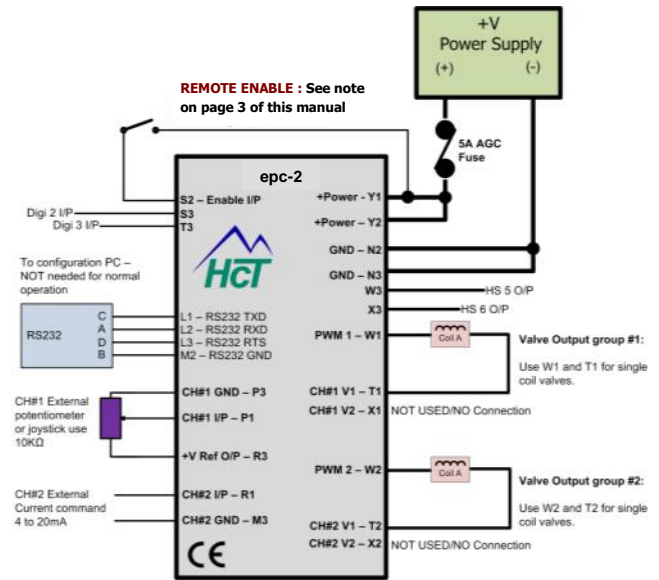 +V
Power Supply
(+) (-)
REMOTE ENABLE : See note
on page 3 of this manual
5A AGC
Fuse
epc-2
S2 – Enable I/P
S3
T3
Digi 2 I/P
Digi 3 I/P
+Power - Y1
+Power – Y2
GND – N2
GND – N3
W3
X3
HS 5 O/P
HS 6 O/P
HCT
To configuration PC –
NOT needed for normal
operation
RS232
C
A
D
B
L1 – RS232 TXD
L2 – RS232 RXD
L3 – RS232 RTS
M2 – RS232 GND
PWM 1 – W1
Coil A
Valve Output group #1:
Use W1 and T1 for single
coil valves.
CH#1 V1 – T1
CH#1 V2 – X1
NOT USED/NO Connection
CH#1 External
potentiometer
or joystick use
10KΩ
CH#1 GND – P3
CH#1 I/P – P1
+V Ref O/P – R3
PWM 2 – W2
Coil A
Valve Output group #2:
Use W2 and T2 for single
coil valves.
CH#2 External
Current command
4 to 20mA
CH#2 I/P – R1
CH#2 GND – M3
CH#2 V1 – T2
CH#2 V2 – X2
NOT USED/NO Connection
CE